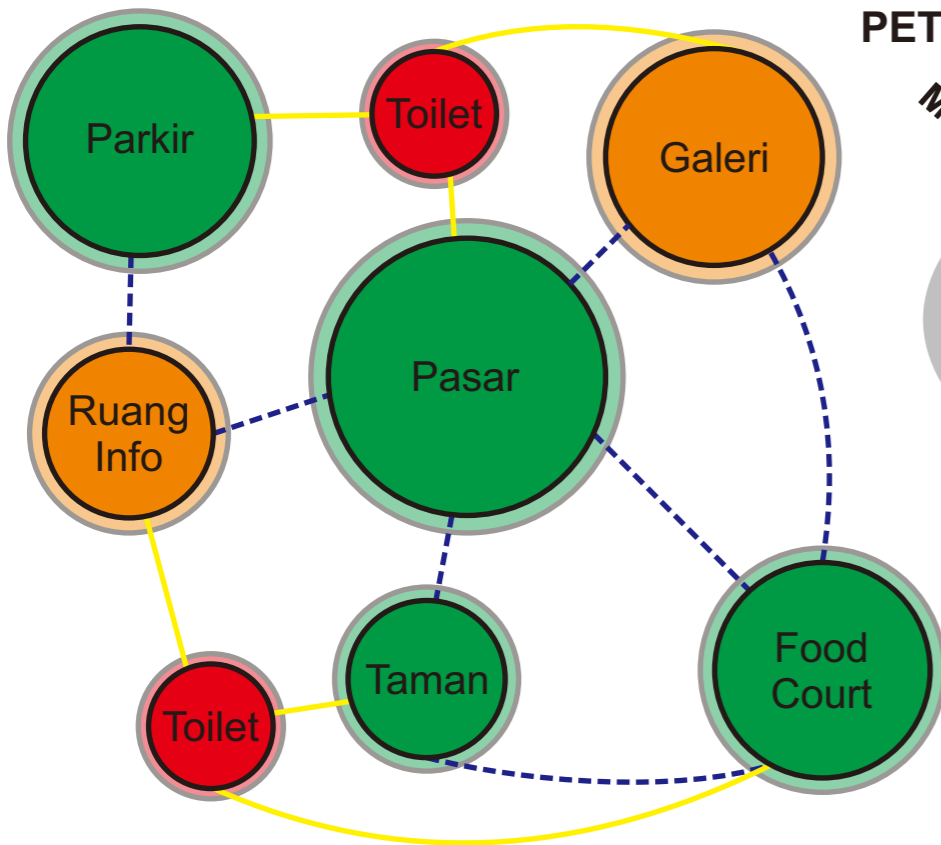 PET
M
Parkir
Toilet
Galeri
Pasar
Ruang
Info
Food
Court
Taman
Toilet